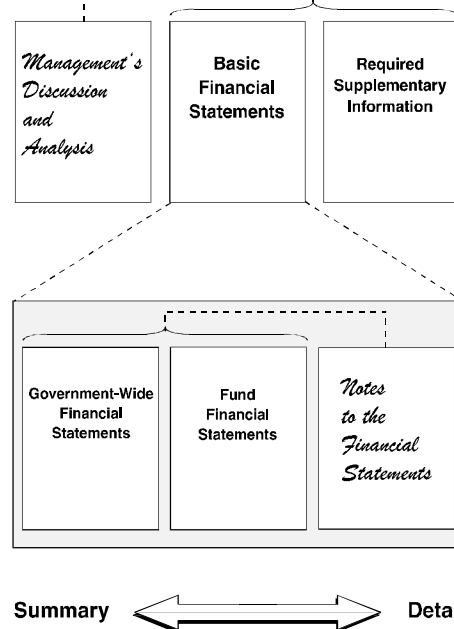 Management's
Discussion
and
Analysis
Basic
Financial
Statements
Required
Supplementary
Information
Government-Wide
Financial
Statements
Fund
Financial
Statements
Notes
to the
Financial
Statements
Summary
Deta